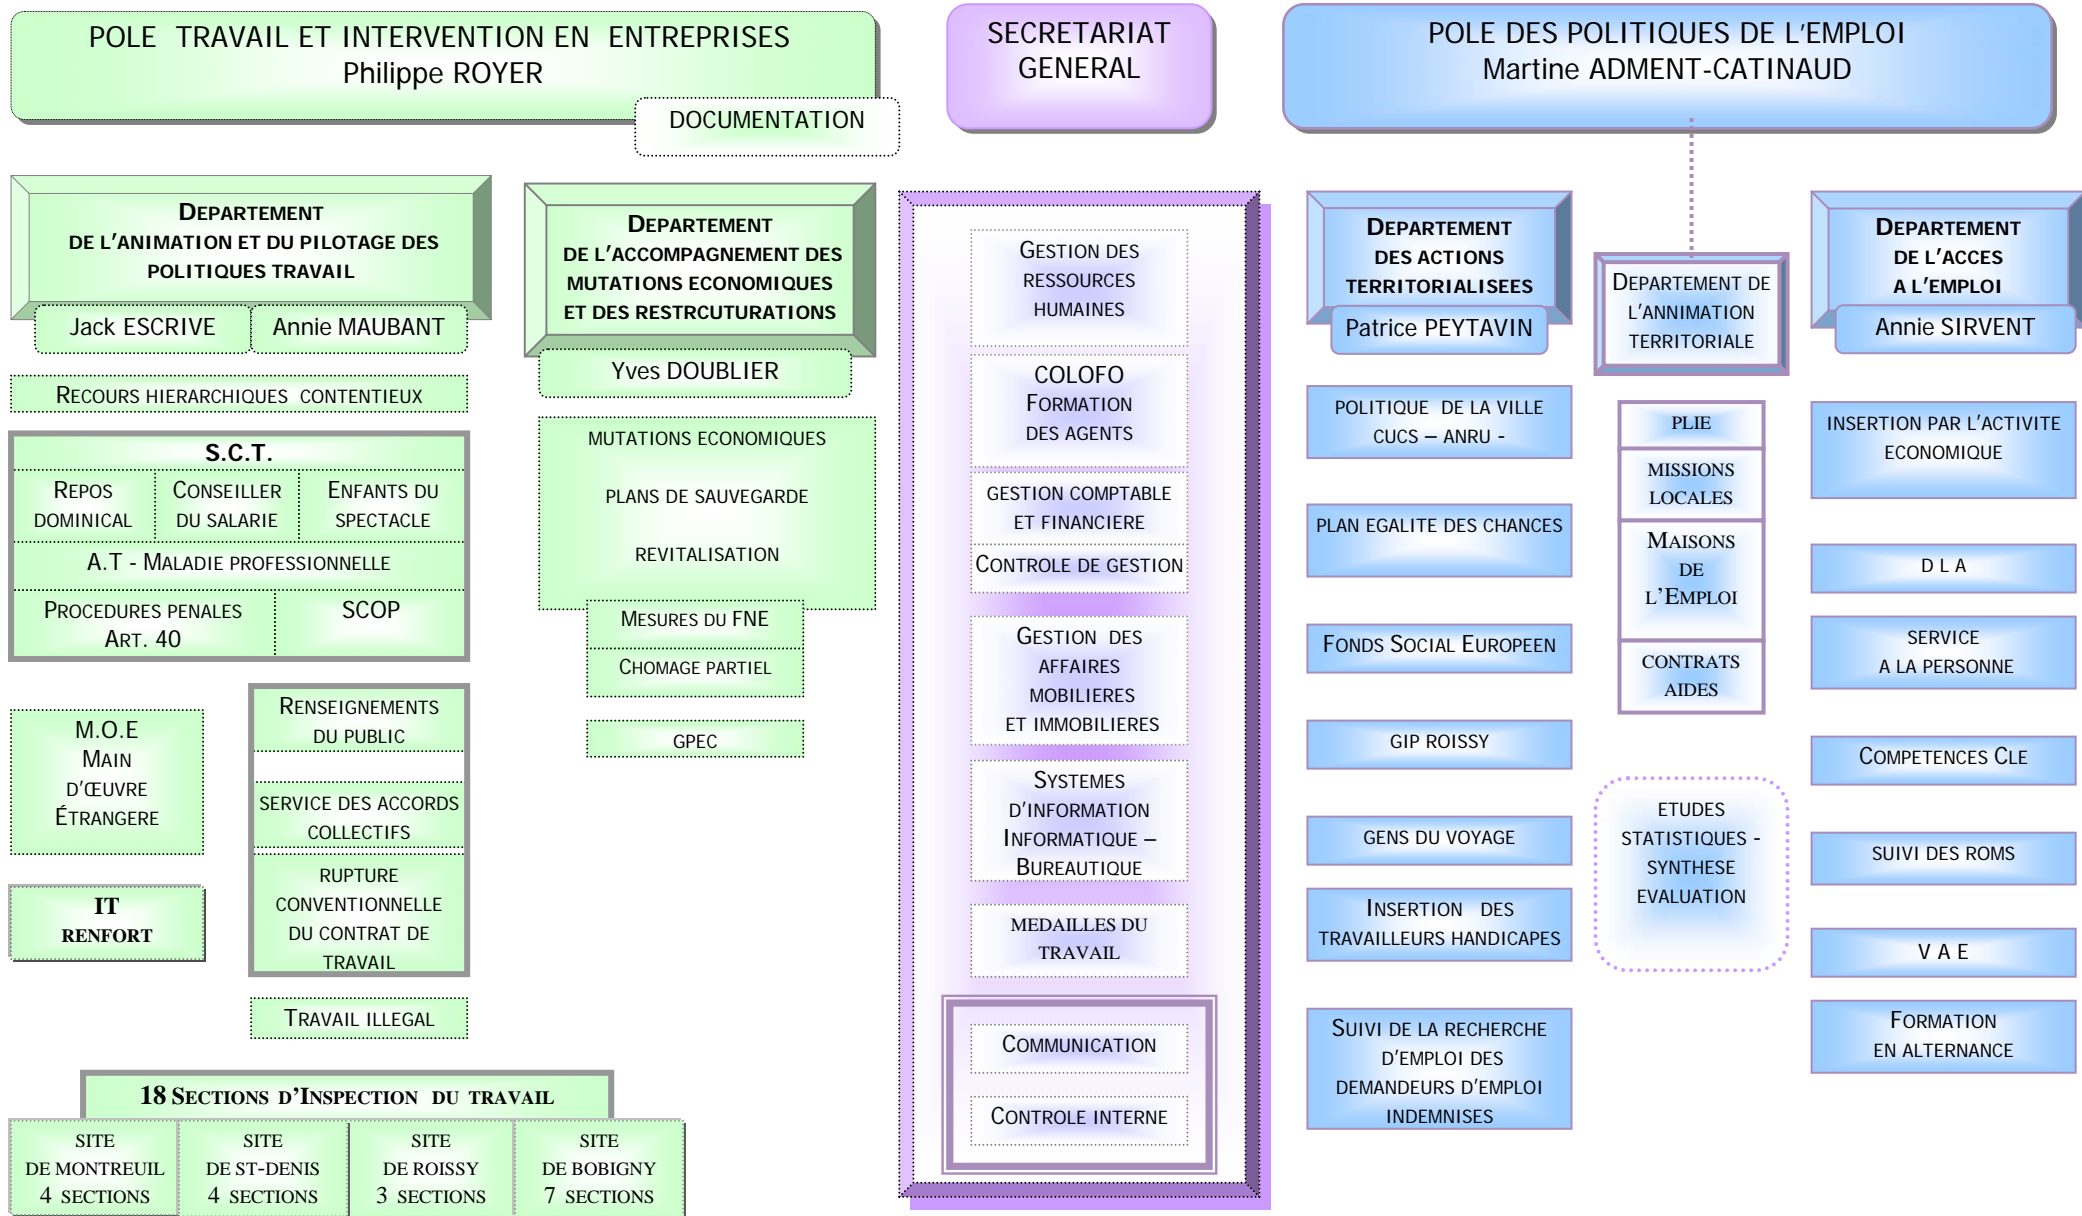 POLE TRAVAIL ET INTERVENTION EN ENTREPRISES
Philippe ROYER
DOCUMENTATION
SECRETARIAT
GENERAL
POLE DES POLITIQUES DE L'EMPLOI
Martine ADMENT-CATINAUD
DEPARTEMENT
DE L'ANIMATION ET DU PILOTAGE DES
POLITIQUES TRAVAIL
Jack ESCRIVE
Annie MAUBANT
RECOURS HIERARCHIQUES CONTENTIEUX
S.C.T.
REPOS
DOMINICAL
CONSEILLER
DU SALARIE
ENFANTS DU
SPECTACLE
A.T - MALADIE PROFESSIONNELLE
PROCEDURES PENALES
ART. 40
SCOP
M.O.E
MAIN
D'ŒUVRE
ÉTRANGERE
IT
RENFORT
RENSEIGNEMENTS
DU PUBLIC
SERVICE DES ACCORDS
COLLECTIFS
RUPTURE
CONVENTIONNELLE
DU CONTRAT DE
TRAVAIL
TRAVAIL ILLEGAL
18 SECTIONS D'INSPECTION DU TRAVAIL
SITE
DE MONTREUIL
4 SECTIONS
SITE
DE ST-DENIS
4 SECTIONS
SITE
DE ROISSY
3 SECTIONS
SITE
DE BOBIGNY
7 SECTIONS
DEPARTEMENT
DE L'ACCOMPAGNEMENT DES
MUTATIONS ECONOMIQUES
ET DES RESTRCUTURATIONS
Yves DOUBLIER
MUTATIONS ECONOMIQUES
PLANS DE SAUVEGARDE
REVITALISATION
MESURES DU FNE
CHOMAGE PARTIEL
GPEC
GESTION DES
RESSOURCES
HUMAINES
COLOFO
FORMATION
DES AGENTS
GESTION COMPTABLE
ET FINANCIERE
CONTROLE DE GESTION
GESTION DES
AFFAIRES
MOBILIERES
ET IMMOBILIERES
SYSTEMES
D'INFORMATION
INFORMATIQUE –
BUREAUTIQUE
MEDAILLES DU
TRAVAIL
COMMUNICATION
CONTROLE INTERNE
DEPARTEMENT
DES ACTIONS
TERRITORIALISEES
Patrice PEYTAVIN
POLITIQUE DE LA VILLE
CUCS – ANRU -
PLAN EGALITE DES CHANCES
FONDS SOCIAL EUROPEEN
GIP ROISSY
GENS DU VOYAGE
INSERTION DES
TRAVAILLEURS HANDICAPES
SUIVI DE LA RECHERCHE
D'EMPLOI DES
DEMANDEURS D'EMPLOI
INDEMNISES
DEPARTEMENT DE
L'ANNIMATION
TERRITORIALE
PLIE
MISSIONS
LOCALES
MAISONS
DE
L'EMPLOI
CONTRATS
AIDES
ETUDES
STATISTIQUES -
SYNTHESE
EVALUATION
DEPARTEMENT
DE L'ACCES
A L'EMPLOI
Annie SIRVENT
INSERTION PAR L'ACTIVITE
ECONOMIQUE
D L A
SERVICE
A LA PERSONNE
COMPETENCES CLE
SUIVI DES ROMS
V A E
FORMATION
EN ALTERNANCE